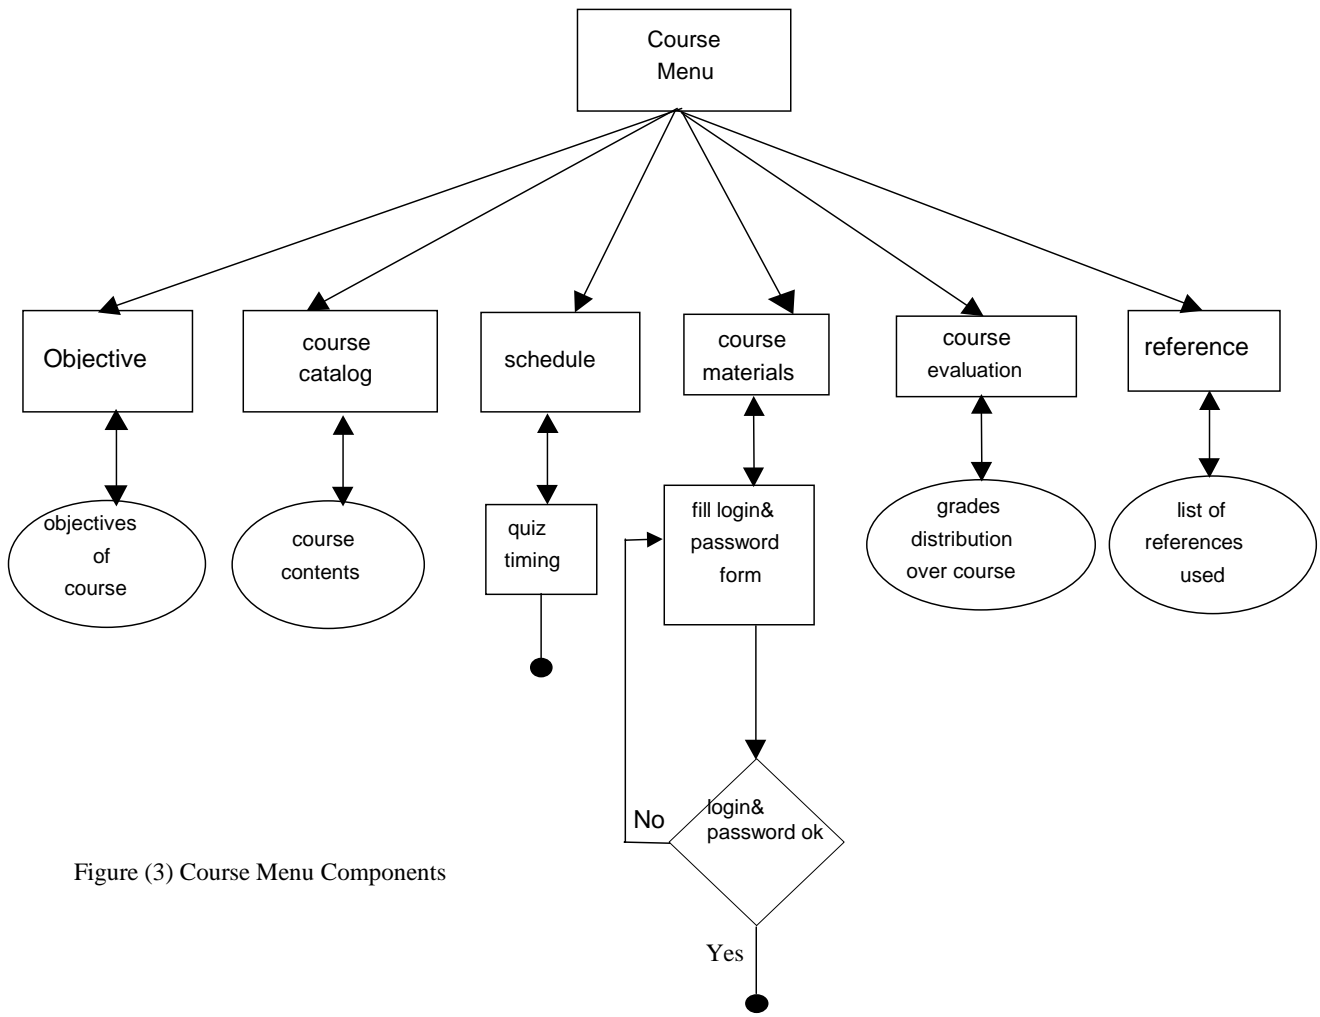 Course
Menu
Objective
course
catalog
schedule
course
materials
course
evaluation
reference
objectives
of
course
course
contents
quiz
timing
fill login&
password
form
grades
distribution
over course
list of
references
used
login&
password ok
No
Yes
Figure (3) Course Menu Components